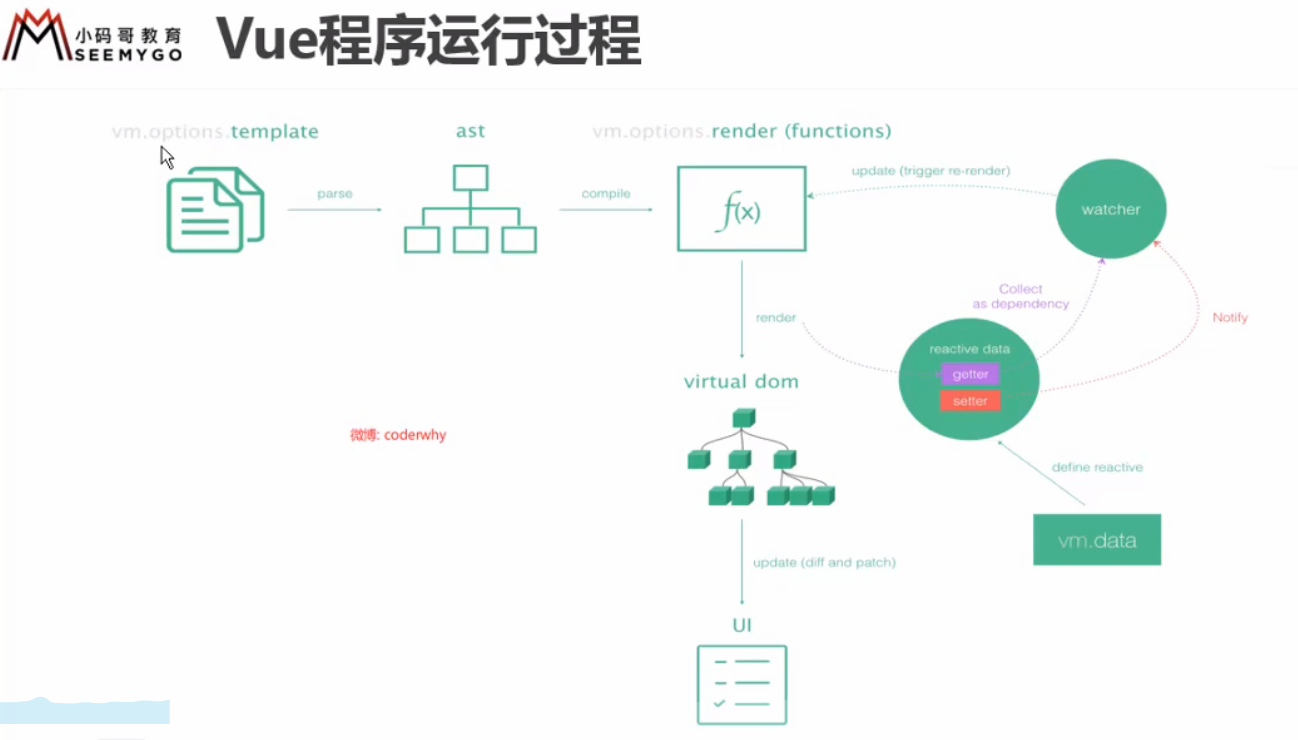 小码哥教育
SEEMYGO
Vue程序运行过程
vm.options.template
ast
vm.options.render (functions)
parse
compile
f(x)
update (trigger re-render)
watcher
Collect
as dependency
Notify
render
reactive data
getter
setter
virtual dom
微博: coderwhy
define reactive
vm.data
update (diff and patch)
UI